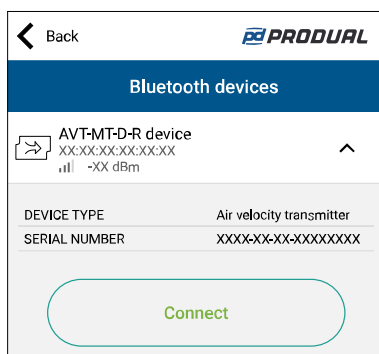 Back
PRODUAL
Bluetooth devices
AVT-MT-D-R device
XX:XX:XX:XX:XX:XX
-XX dBm
DEVICE TYPE Air velocity transmitter
SERIAL NUMBER XXXX-XX-XX-XXXXXXXX
Connect